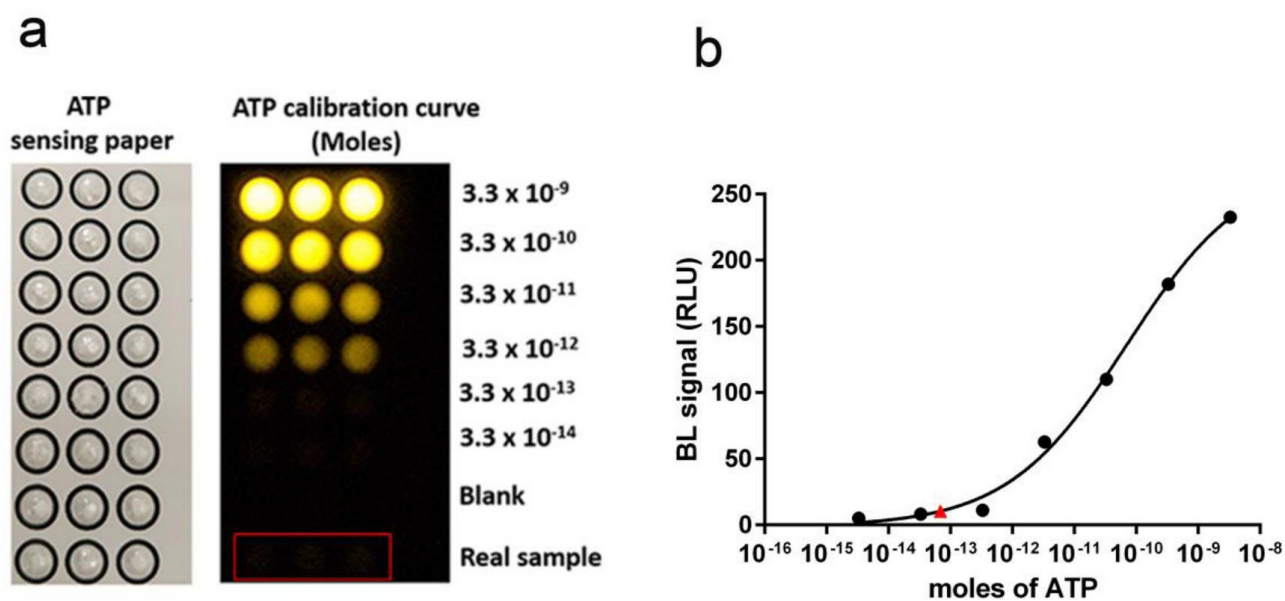 a
ATP
sensing paper
ATP calibration curve
(Moles)
3.3 x 10⁻⁹
3.3 x 10⁻¹⁰
3.3 x 10⁻¹¹
3.3 x 10⁻¹²
3.3 x 10⁻¹³
3.3 x 10⁻¹⁴
Blank
Real sample
b
BL signal (RLU)
250
200
150
100
50
0
10⁻¹⁶ 10⁻¹⁵ 10⁻¹⁴ 10⁻¹³ 10⁻¹² 10⁻¹¹ 10⁻¹⁰ 10⁻⁹ 10⁻⁸
moles of ATP